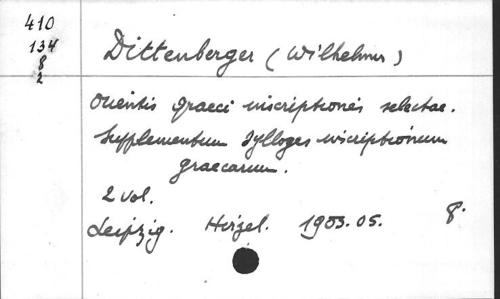 410
134
8
2
Dittenberger (Wilhelmus)
Orientis graeci inscriptiones selectae.
Supplementum Sylloges inscriptionum
graecarum.
2 vol.
Leipzig. Hirzel. 1903.05. 8°.